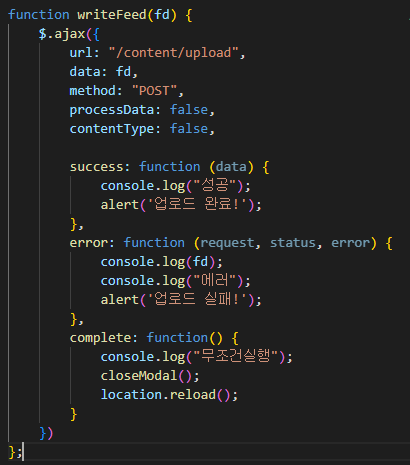 function writeFeed(fd) {
    $.ajax({
        url: "/content/upload",
        data: fd,
        method: "POST",
        processData: false,
        contentType: false,

        success: function (data) {
            console.log("성공");
            alert('업로드 완료!');
        },
        error: function (request, status, error) {
            console.log(fd);
            console.log("에러");
            alert('업로드 실패!');
        },
        complete: function() {
            console.log("무조건실행");
            closeModal();
            location.reload();
        }
    })
};